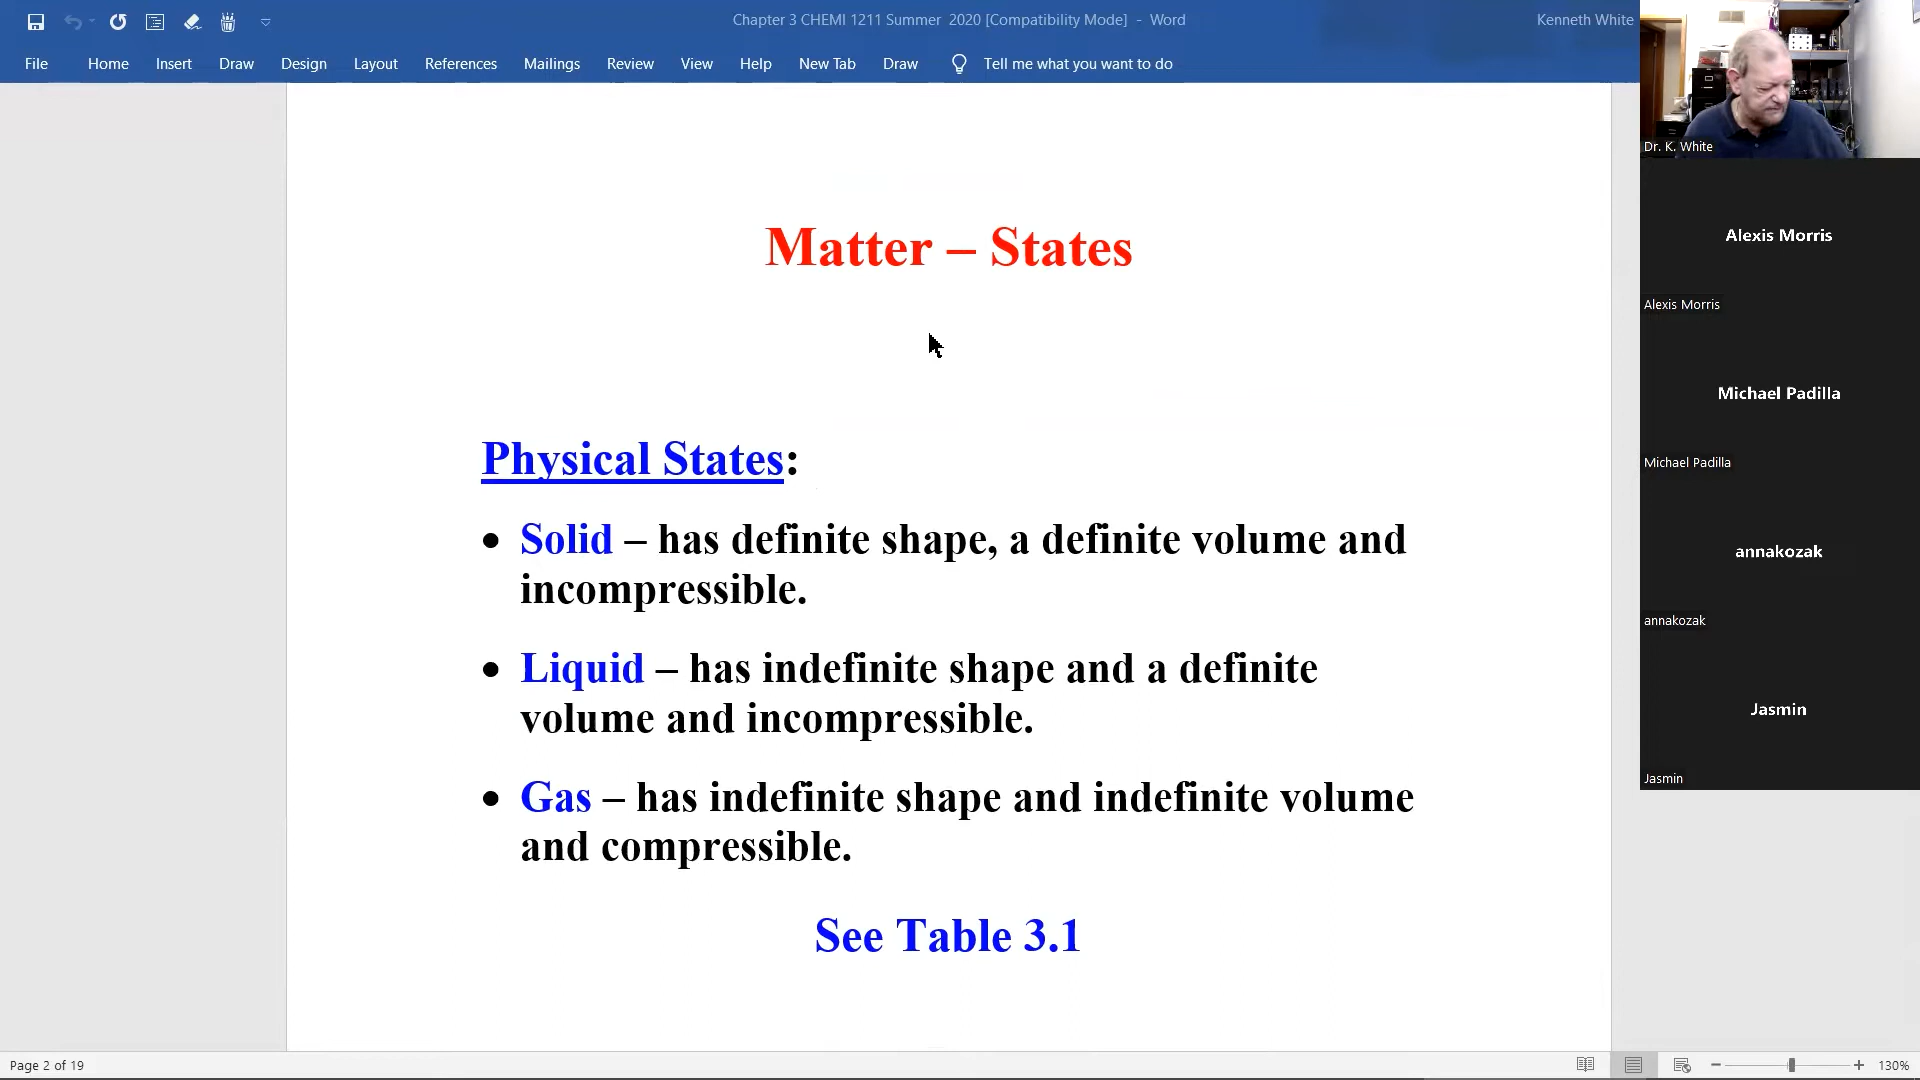 Chapter 3 CHEMI 1211 Summer 2020 [Compatibility Mode] - Word
Kenneth White
File Home Insert Draw Design Layout References Mailings Review View Help New Tab Draw Tell me what you want to do
Dr. K. White
Matter – States
Physical States:
• Solid – has definite shape, a definite volume and
incompressible.
• Liquid – has indefinite shape and a definite
volume and incompressible.
• Gas – has indefinite shape and indefinite volume
and compressible.
See Table 3.1
Alexis Morris
Alexis Morris
Michael Padilla
Michael Padilla
annakozak
annakozak
Jasmin
Jasmin
Page 2 of 19
130%